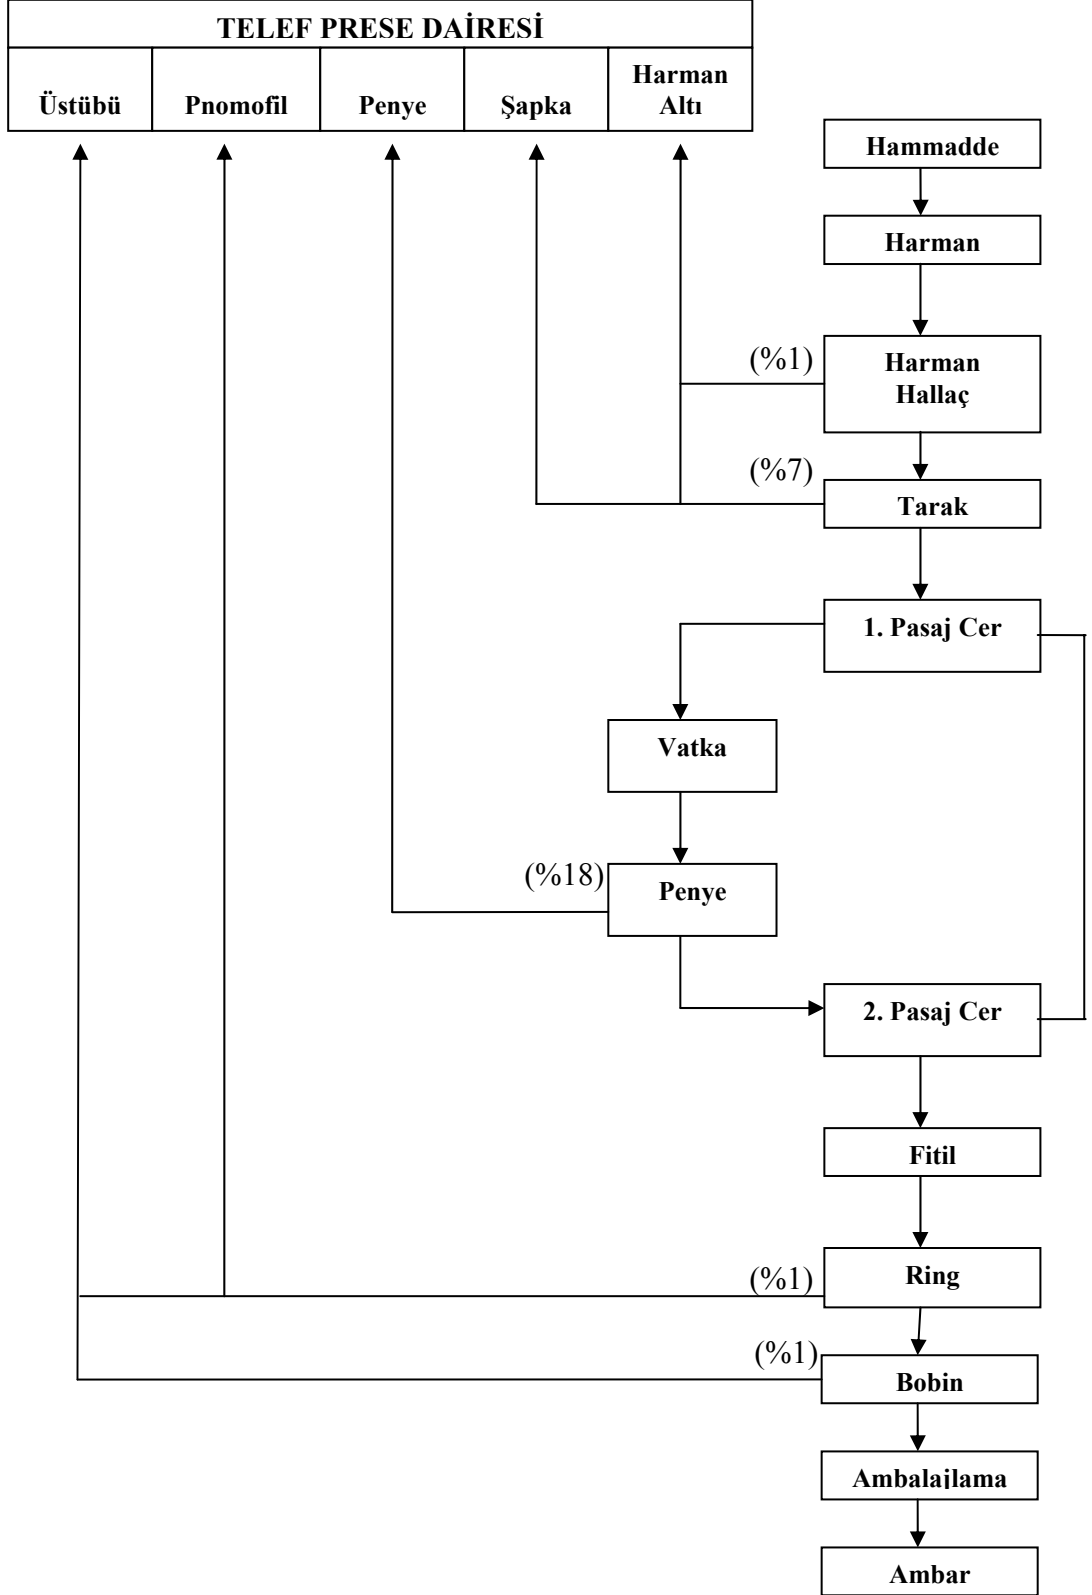 TELEF PRESE DAİRESİ
Üstübü
Pnomofil
Penye
Şapka
Harman
Altı
Hammadde
Harman
(%1)
Harman
Hallaç
(%7)
Tarak
1. Pasaj Cer
Vatka
(%18)
Penye
2. Pasaj Cer
Fitil
(%1)
Ring
(%1)
Bobin
Ambalajlama
Ambar